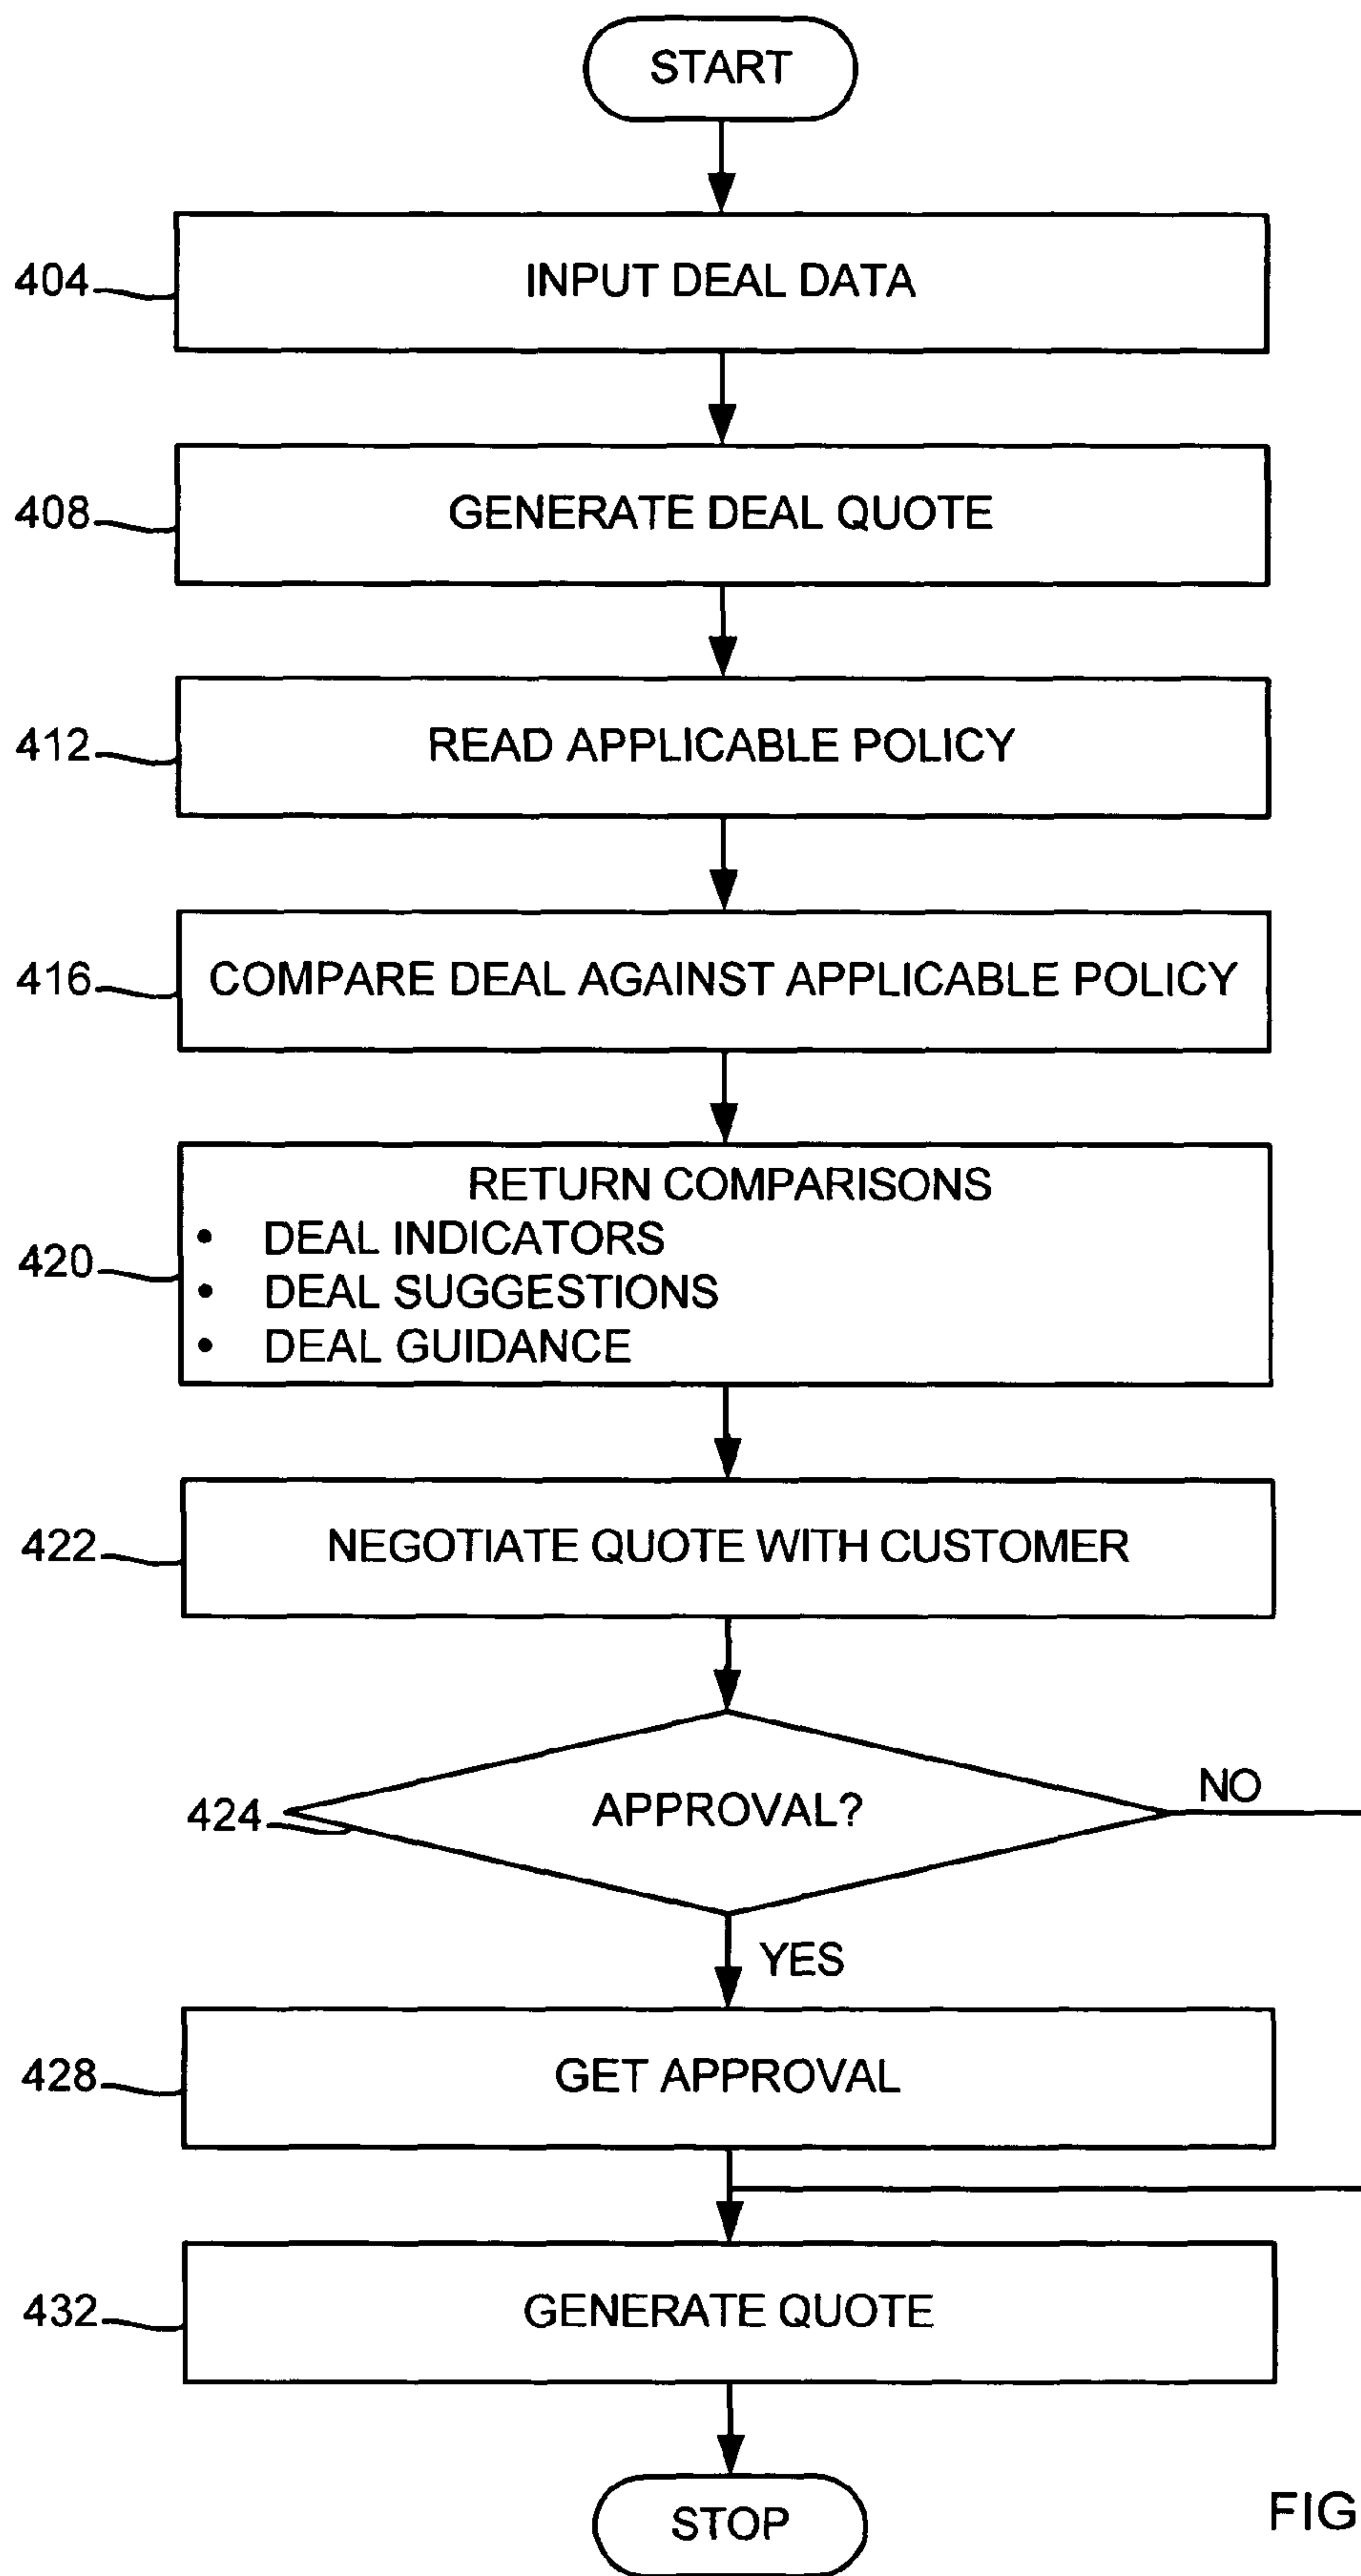 START
404
INPUT DEAL DATA
408
GENERATE DEAL QUOTE
412
READ APPLICABLE POLICY
416
COMPARE DEAL AGAINST APPLICABLE POLICY
420
RETURN COMPARISONS
• DEAL INDICATORS
• DEAL SUGGESTIONS
• DEAL GUIDANCE
422
NEGOTIATE QUOTE WITH CUSTOMER
424
APPROVAL?
NO
YES
428
GET APPROVAL
432
GENERATE QUOTE
STOP
FIG